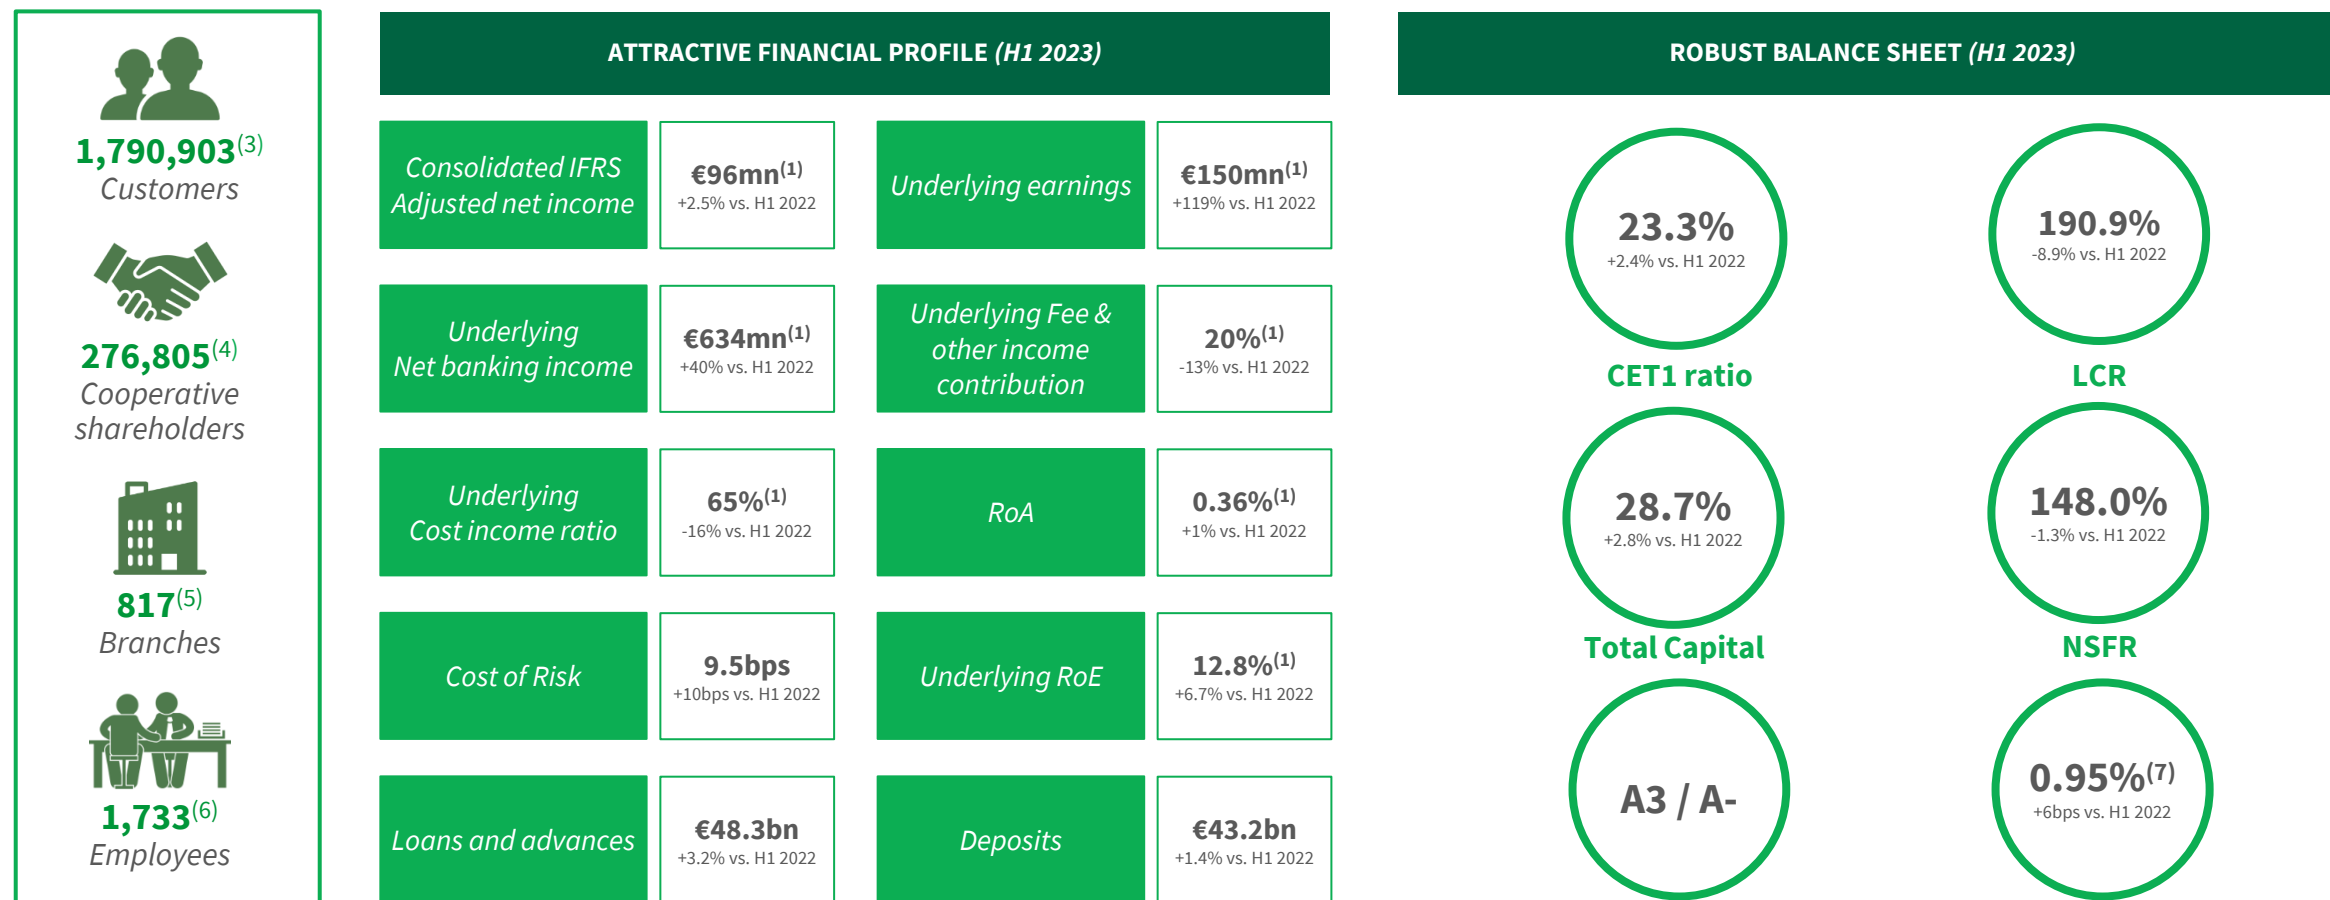 1,790,903(3)
Customers
276,805(4)
Cooperative
shareholders
817(5)
Branches
1,733(6)
Employees
ATTRACTIVE FINANCIAL PROFILE (H1 2023)
Consolidated IFRS
Adjusted net income
€96mn(1)
+2.5% vs. H1 2022
Underlying earnings
€150mn(1)
+119% vs. H1 2022
Underlying
Net banking income
€634mn(1)
+40% vs. H1 2022
Underlying Fee &
other income
contribution
20%(1)
-13% vs. H1 2022
Underlying
Cost income ratio
65%(1)
-16% vs. H1 2022
RoA
0.36%(1)
+1% vs. H1 2022
Cost of Risk
9.5bps
+10bps vs. H1 2022
Underlying RoE
12.8%(1)
+6.7% vs. H1 2022
Loans and advances
€48.3bn
+3.2% vs. H1 2022
Deposits
€43.2bn
+1.4% vs. H1 2022
ROBUST BALANCE SHEET (H1 2023)
23.3%
+2.4% vs. H1 2022
CET1 ratio
190.9%
-8.9% vs. H1 2022
LCR
28.7%
+2.8% vs. H1 2022
Total Capital
148.0%
-1.3% vs. H1 2022
NSFR
A3 / A-
0.95%(7)
+6bps vs. H1 2022